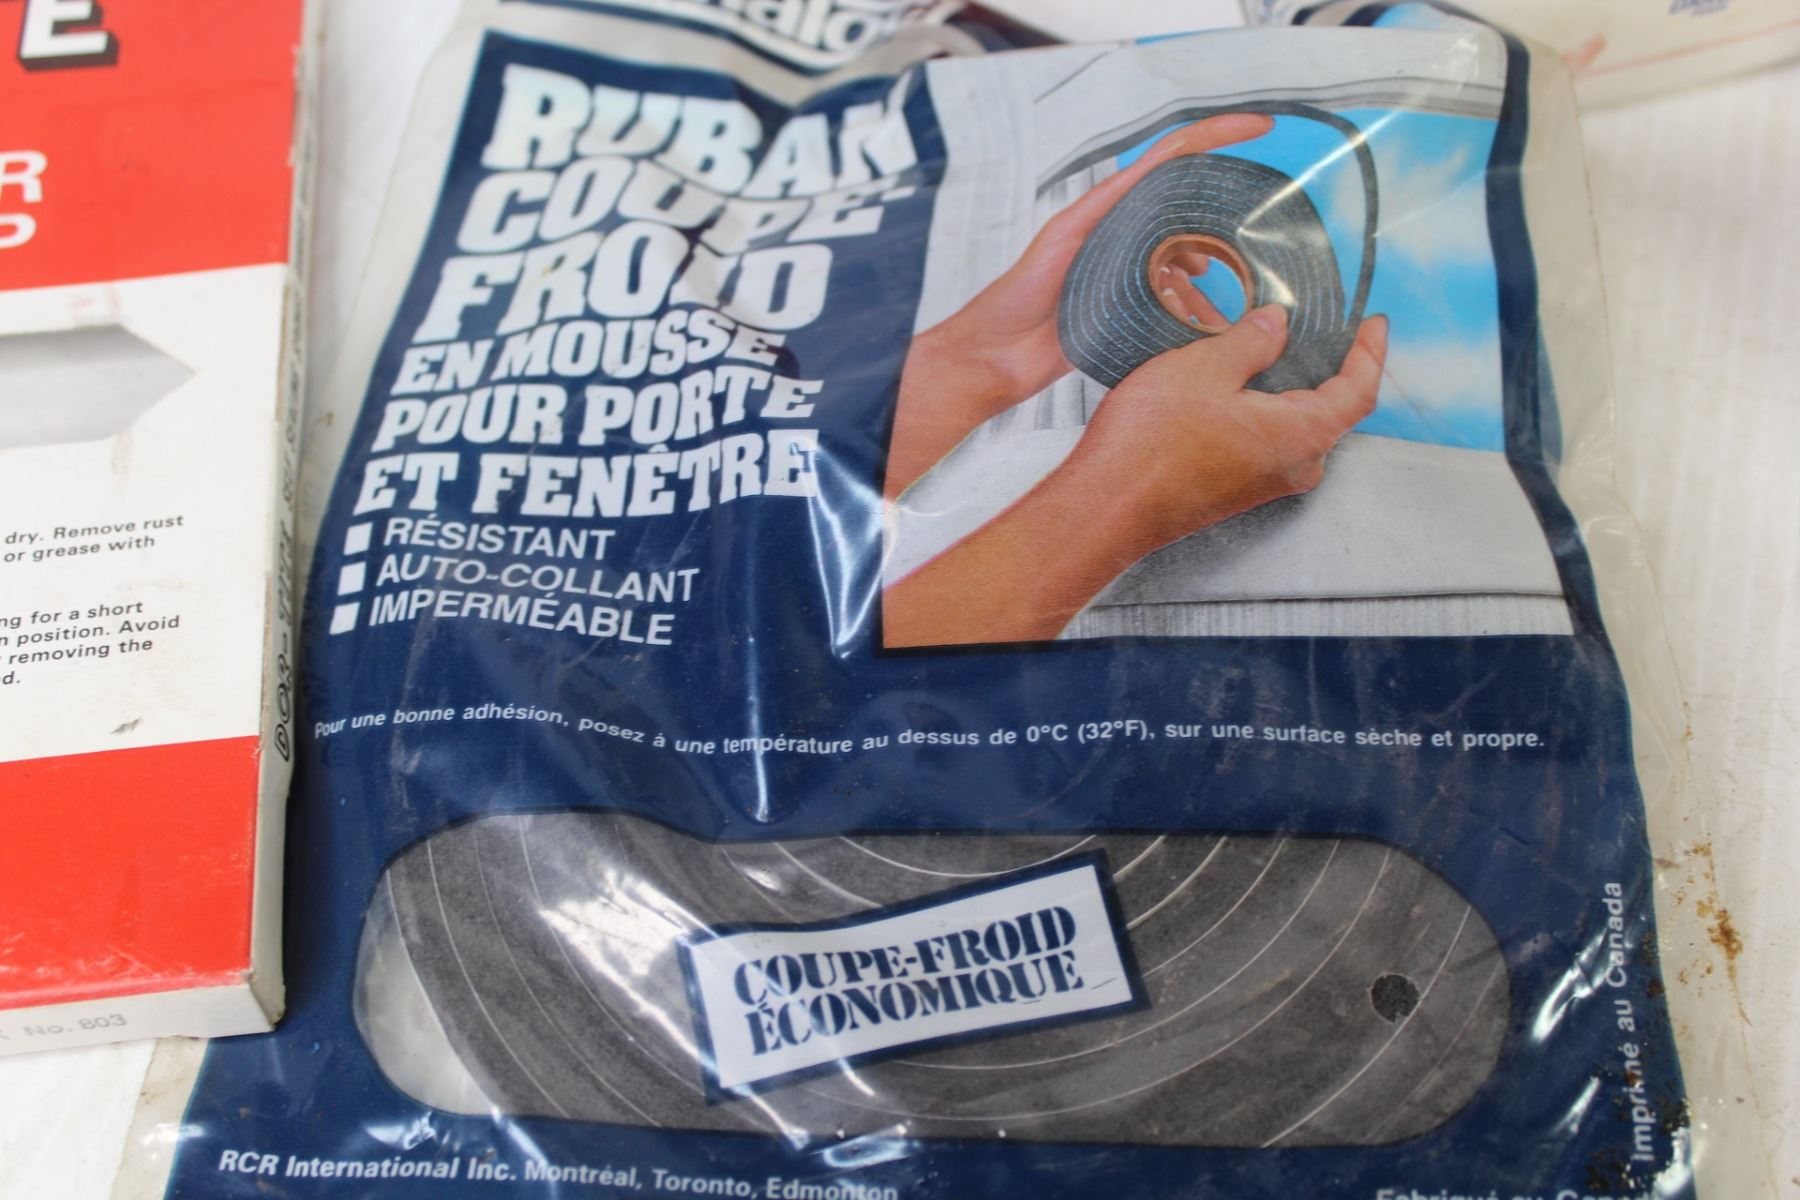 E
R
D
dry. Remove rust
or grease with
ng for a short
n position. Avoid
removing the
d.
No. 803
RUBAN
COUPE-
FROID
EN MOUSSE
POUR PORTE
ET FENÊTRE
RÉSISTANT
AUTO-COLLANT
IMPERMÉABLE
Pour une bonne adhésion, posez à une température au dessus de 0°C (32°F), sur une surface sèche et propre.
COUPE-FROID
ÉCONOMIQUE
Imprimé au Canada
RCR International Inc. Montréal, Toronto, Edmonton
Fabriqué au